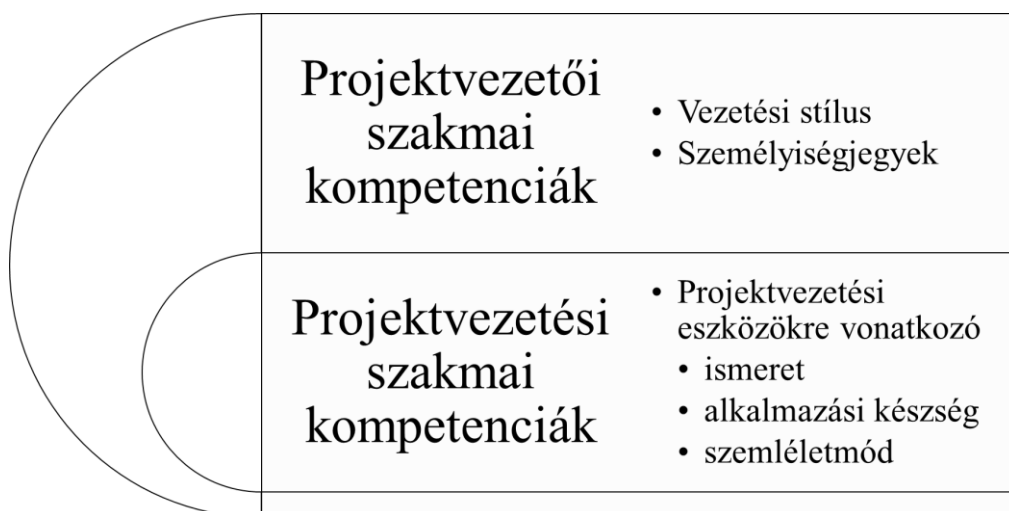 Projektvezetői
szakmai
kompetenciák
• Vezetési stílus
• Személyiségjegyek
Projektvezetési
szakmai
kompetenciák
• Projektvezetési
eszközökre vonatkozó
• ismeret
• alkalmazási készség
• szemléletmód